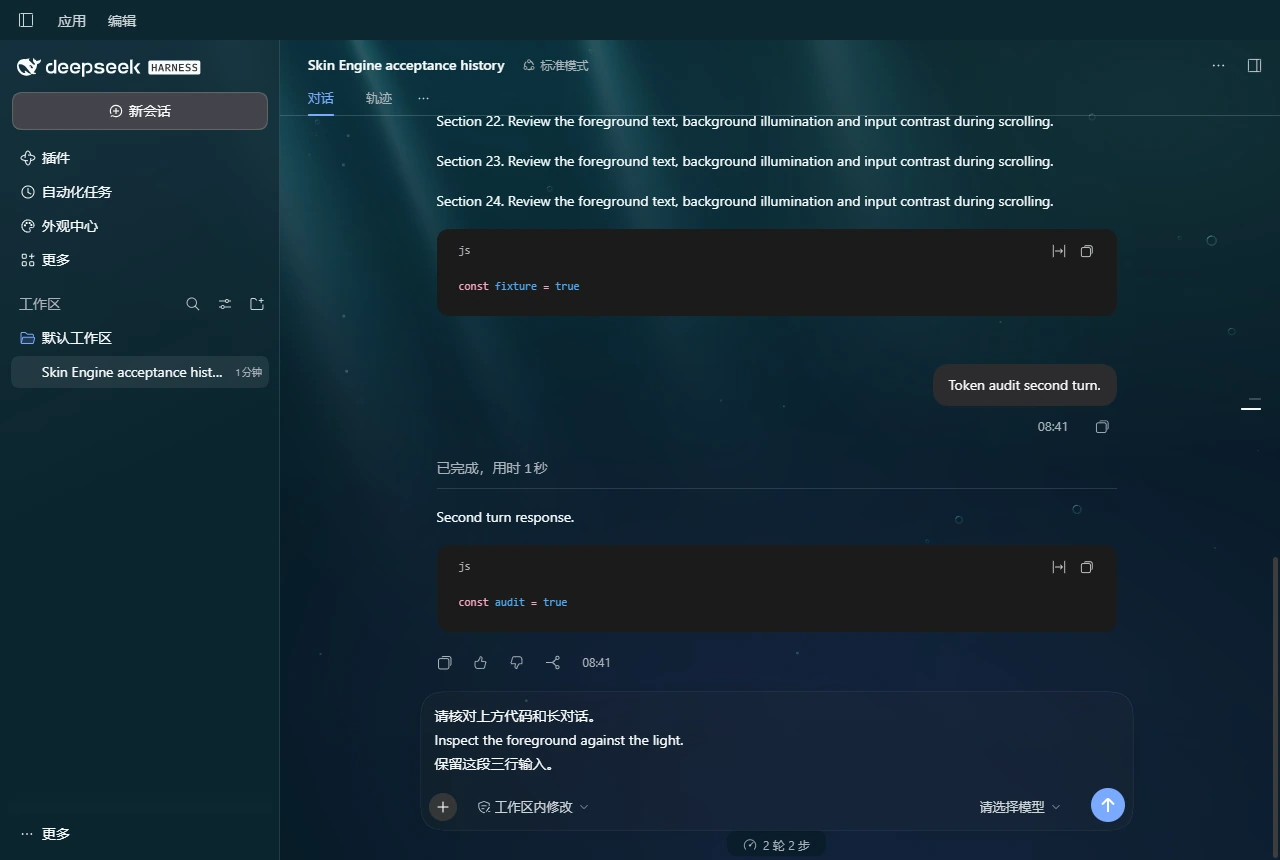 应用 编辑
deepseek HARNESS
新会话
插件
自动化任务
外观中心
更多
工作区
默认工作区
Skin Engine acceptance hist... 1分钟
更多
Skin Engine acceptance history 标准模式
对话 轨迹
Section 22. Review the foreground text, background illumination and input contrast during scrolling.
Section 23. Review the foreground text, background illumination and input contrast during scrolling.
Section 24. Review the foreground text, background illumination and input contrast during scrolling.
js
const fixture = true
Token audit second turn.
08:41
已完成，用时 1 秒
Second turn response.
js
const audit = true
08:41
请核对上方代码和长对话。
Inspect the foreground against the light.
保留这段三行输入。
工作区内修改 请选择模型
2 轮 2 步